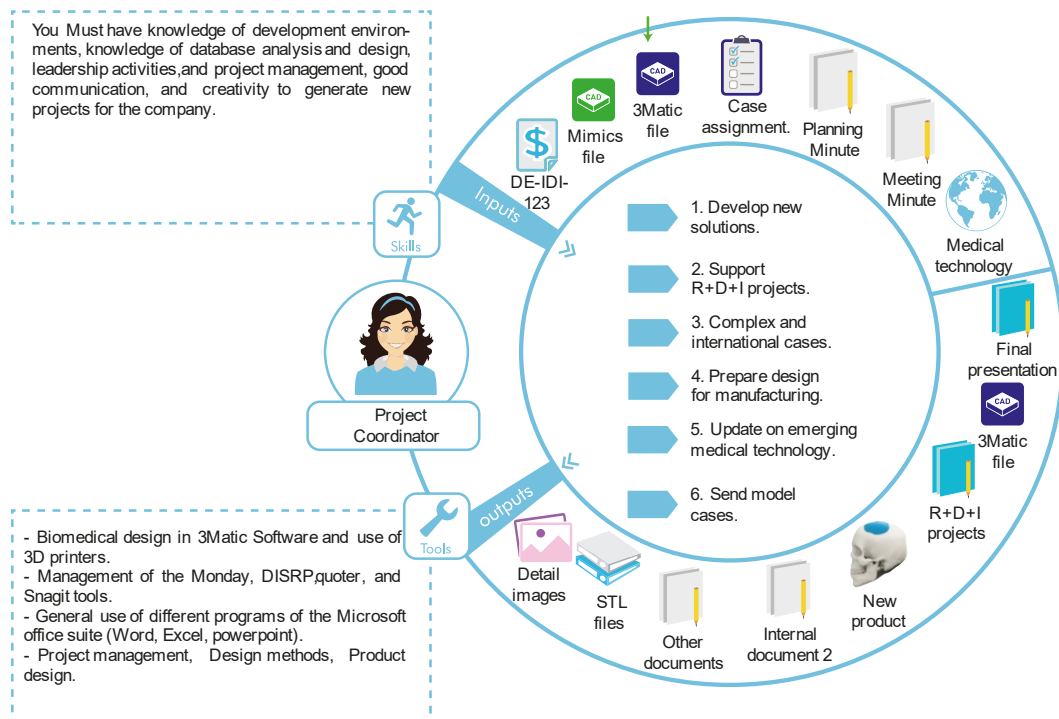 You Must have knowledge of development environ-
ments, knowledge of database analysis and design,
leadership activities,and project management, good
communication, and creativity to generate new
projects for the company.
Skills
Inputs
DE-IDI-
123
CAD
Mimics
file
CAD
3Matic
file
Case
assignment.
Planning
Minute
Meeting
Minute
Medical
technology
1. Develop new
solutions.
2. Support
R+D+I projects.
3. Complex and
international cases.
4. Prepare design
for manufacturing.
5. Update on emerging
medical technology.
6. Send model
cases.
Project
Coordinator
Final
presentation
CAD
3Matic
file
R+D+I
projects
New
product
Internal
document 2
Other
documents
STL
files
Detail
images
outputs
Tools
- Biomedical design in 3Matic Software and use of
3D printers.
- Management of the Monday, DISRP,quoter, and
Snagit tools.
- General use of different programs of the Microsoft
office suite (Word, Excel, powerpoint).
- Project management, Design methods, Product
design.